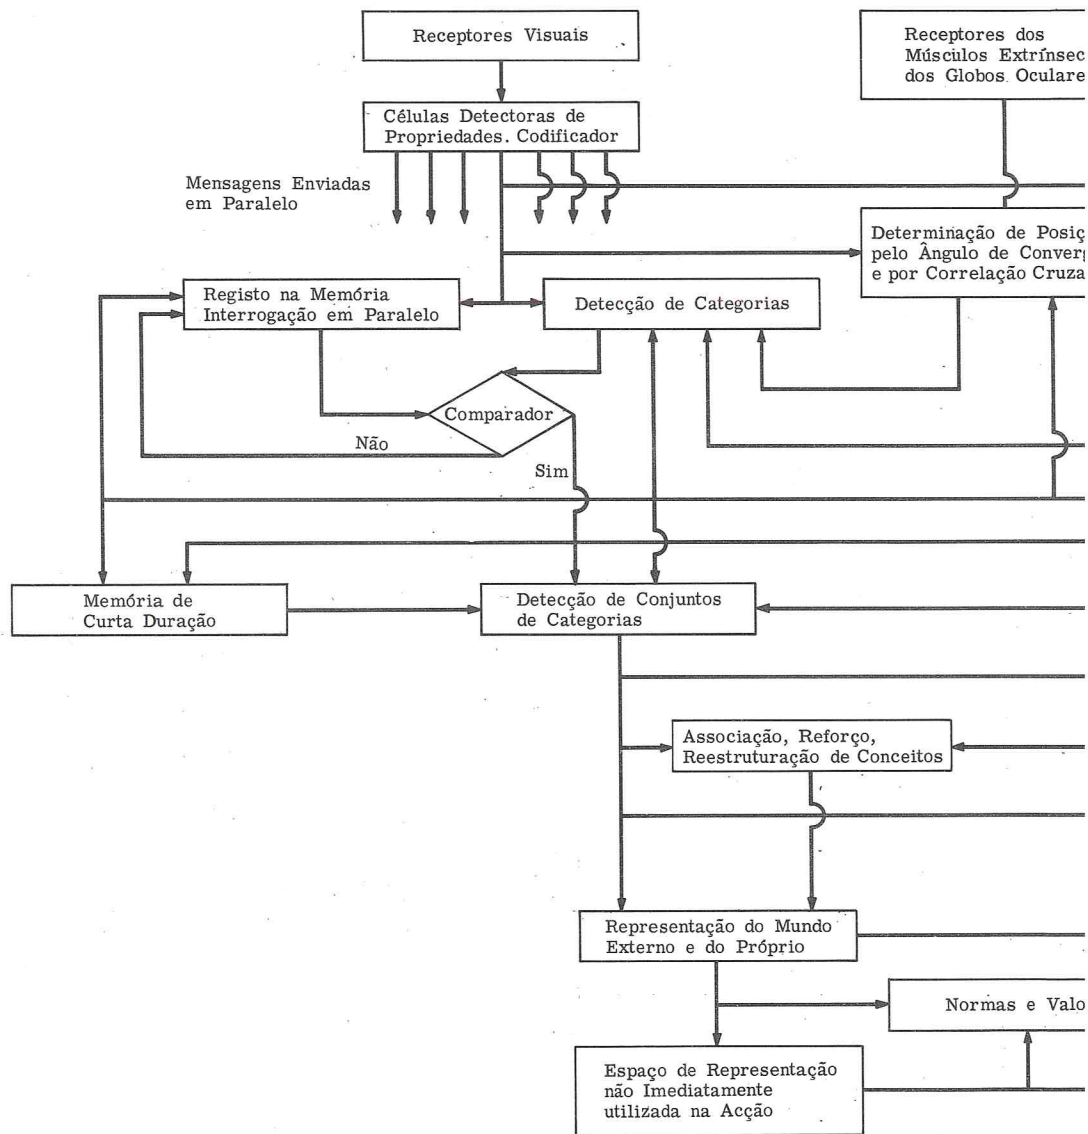 Receptores Visuais
Receptores dos
Músculos Extrínsec
dos Globos Oculare
Células Detectoras de
Propriedades. Codificador
Mensagens Enviadas
em Paralelo
Determinação de Posiç
pelo Ângulo de Converg
e por Correlação Cruza
Registo na Memória
Interrogação em Paralelo
Detecção de Categorias
Comparador
Não
Sim
Memória de
Curta Duração
Detecção de Conjuntos
de Categorias
Associação, Reforço,
Reestruturação de Conceitos
Representação do Mundo
Externo e do Próprio
Normas e Valo
Espaço de Representação
não Imediatamente
utilizada na Acção